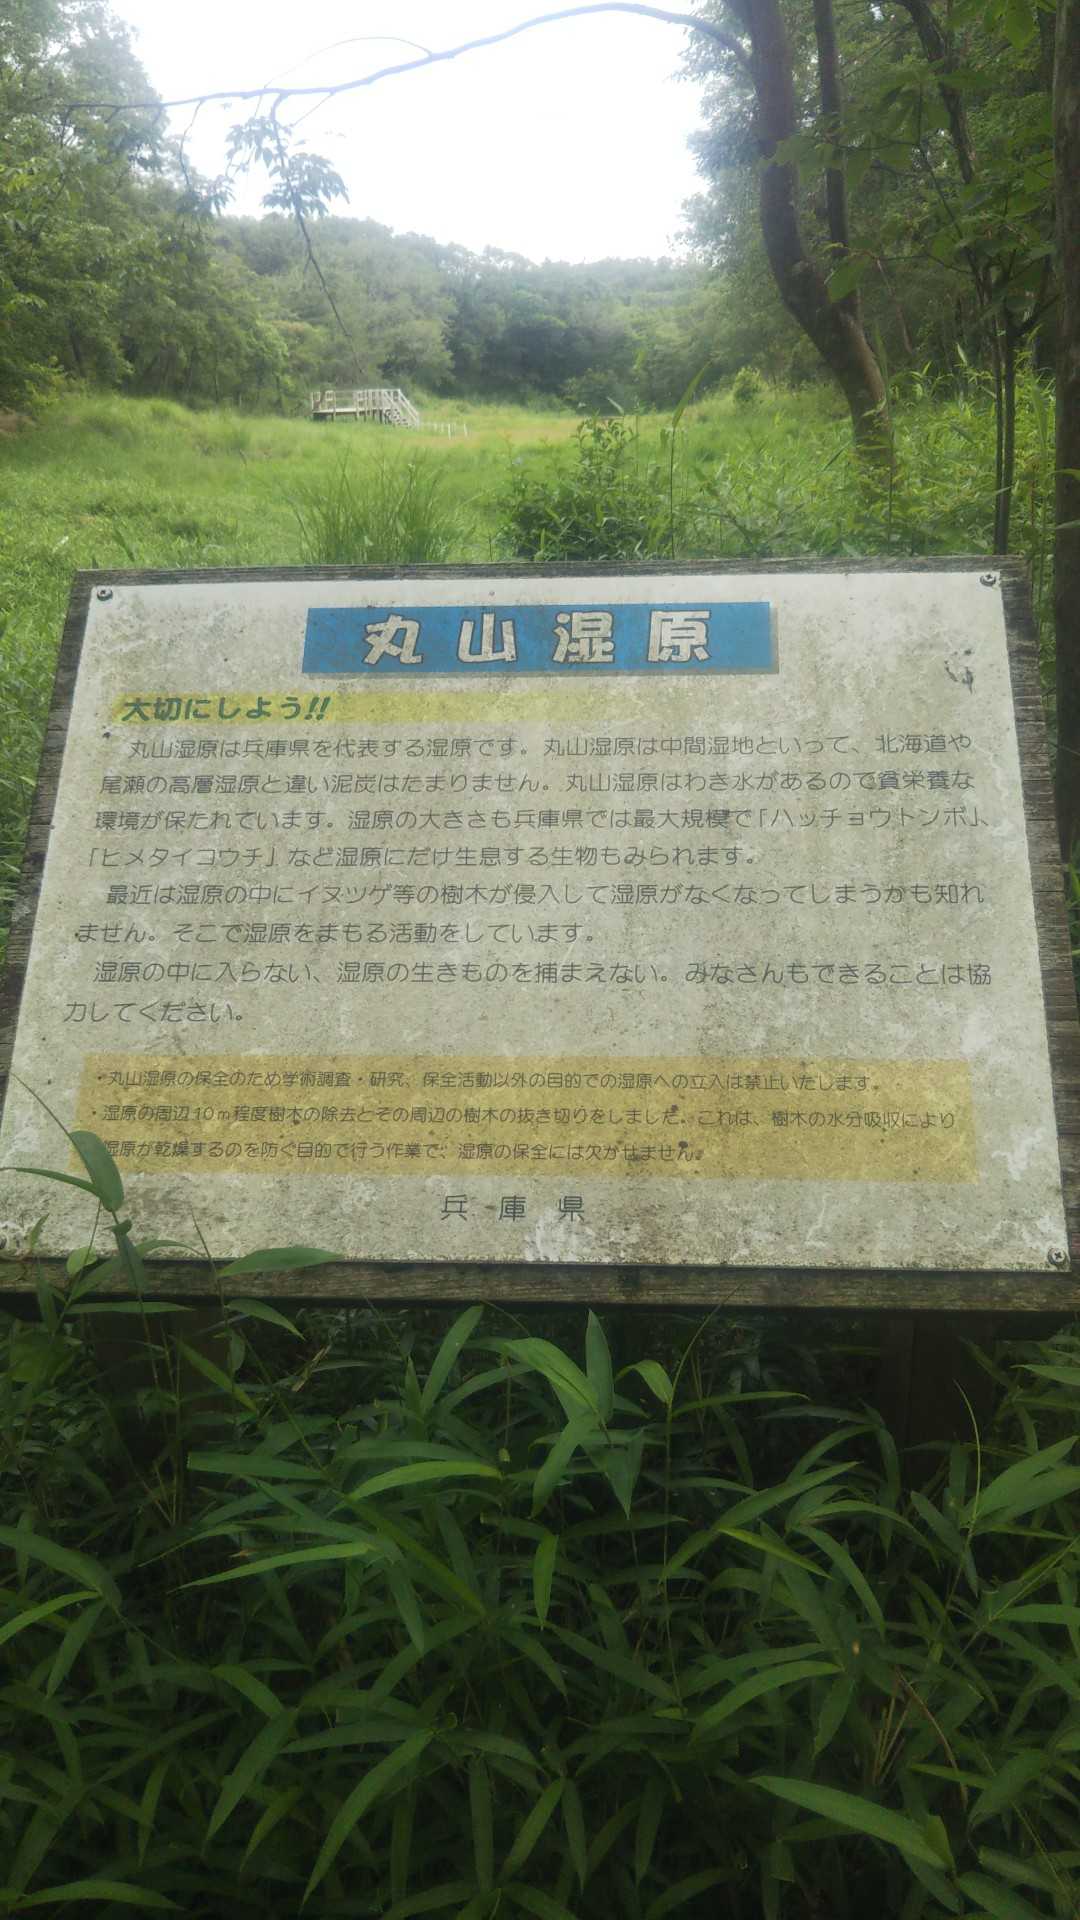 丸山湿原
大切にしよう!!
丸山湿原は兵庫県を代表する湿原です。丸山湿原は中間湿地といって、北海道や
尾瀬の高層湿原と違い泥炭はたまりません。丸山湿原はわき水があるので貧栄養な
環境が保たれています。湿原の大きさも兵庫県では最大規模で「ハッチョウトンボ」、
「ヒメタイコウチ」など湿原にだけ生息する生物もみられます。
最近は湿原の中にイヌツゲ等の樹木が侵入して湿原がなくなってしまうかも知れ
ません。そこで湿原をまもる活動をしています。
湿原の中に入らない、湿原の生きものを捕まえない。みなさんもできることは協
力してください。
・丸山湿原の保全のため学術調査・研究、保全活動以外の目的での湿原への立入は禁止いたします。
・湿原の周辺10m程度樹木の除去とその周辺の樹木の抜き切りをしました。これは、樹木の水分吸収により
湿原が乾燥するのを防ぐ目的で行う作業で、湿原の保全には欠かせません。
兵庫県